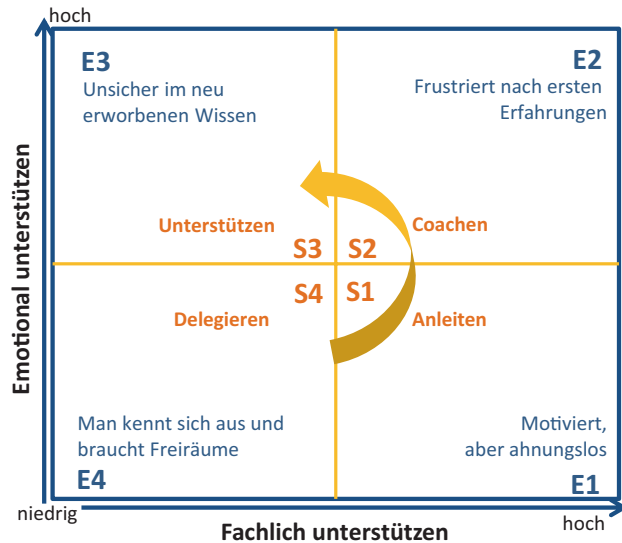 hoch
E3
Unsicher im neu
erworbenen Wissen
E2
Frustriert nach ersten
Erfahrungen
Emotional unterstützen
Unterstützen
Coachen
S3
S2
S4
S1
Delegieren
Anleiten
Man kennt sich aus und
braucht Freiräume
E4
Motiviert,
aber ahnungslos
E1
niedrig
Fachlich unterstützen
hoch